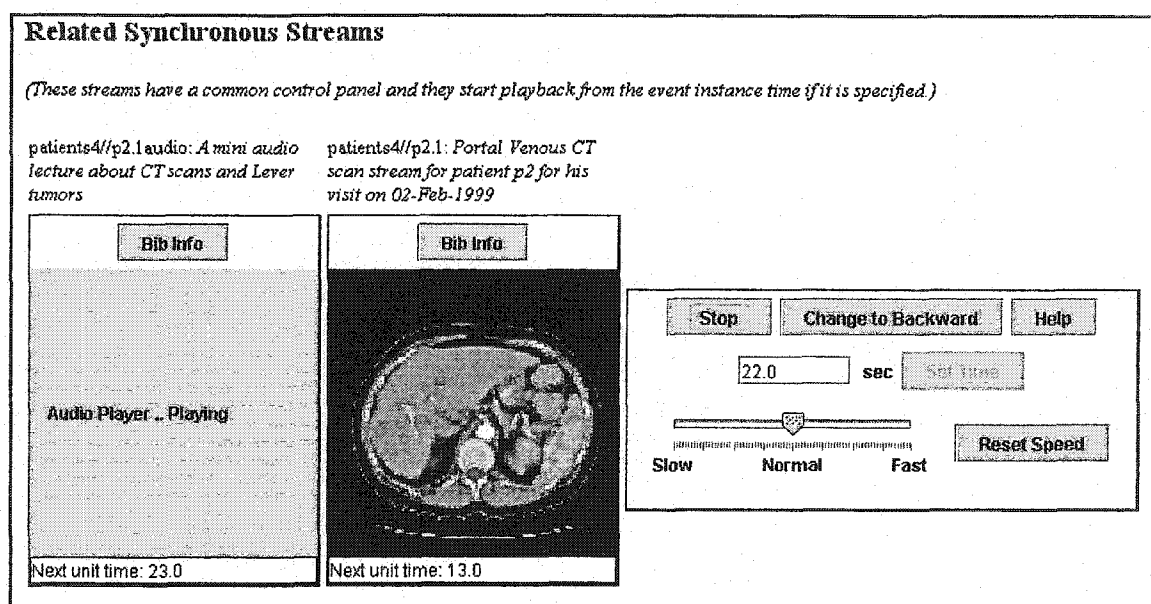 Related Synchronous Streams
(These streams have a common control panel and they start playback from the event instance time if it is specified.)
patients4//p2.1audio: A mini audio
lecture about CT scans and Lever
tumors
patients4//p2.1: Portal Venous CT
scan stream for patient p2 for his
visit on 02-Feb-1999
Bib Info
Bib Info
Stop
Change to Backward
Help
22.0
sec
Set Time
Audio Player .. Playing
Reset Speed
Slow
Normal
Fast
Next unit time: 23.0
Next unit time: 13.0